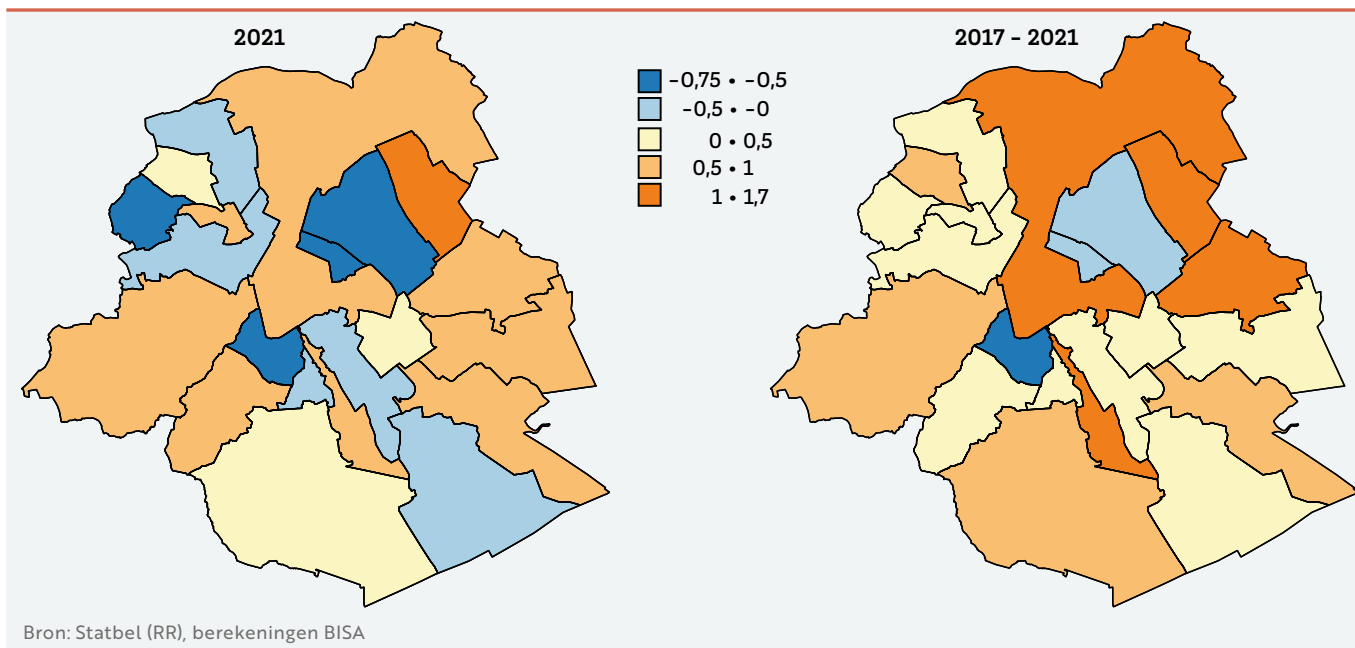 2021
2017 - 2021
-0,75 • -0,5
-0,5 • -0
0 • 0,5
0,5 • 1
1 • 1,7
Bron: Statbel (RR), berekeningen BISA